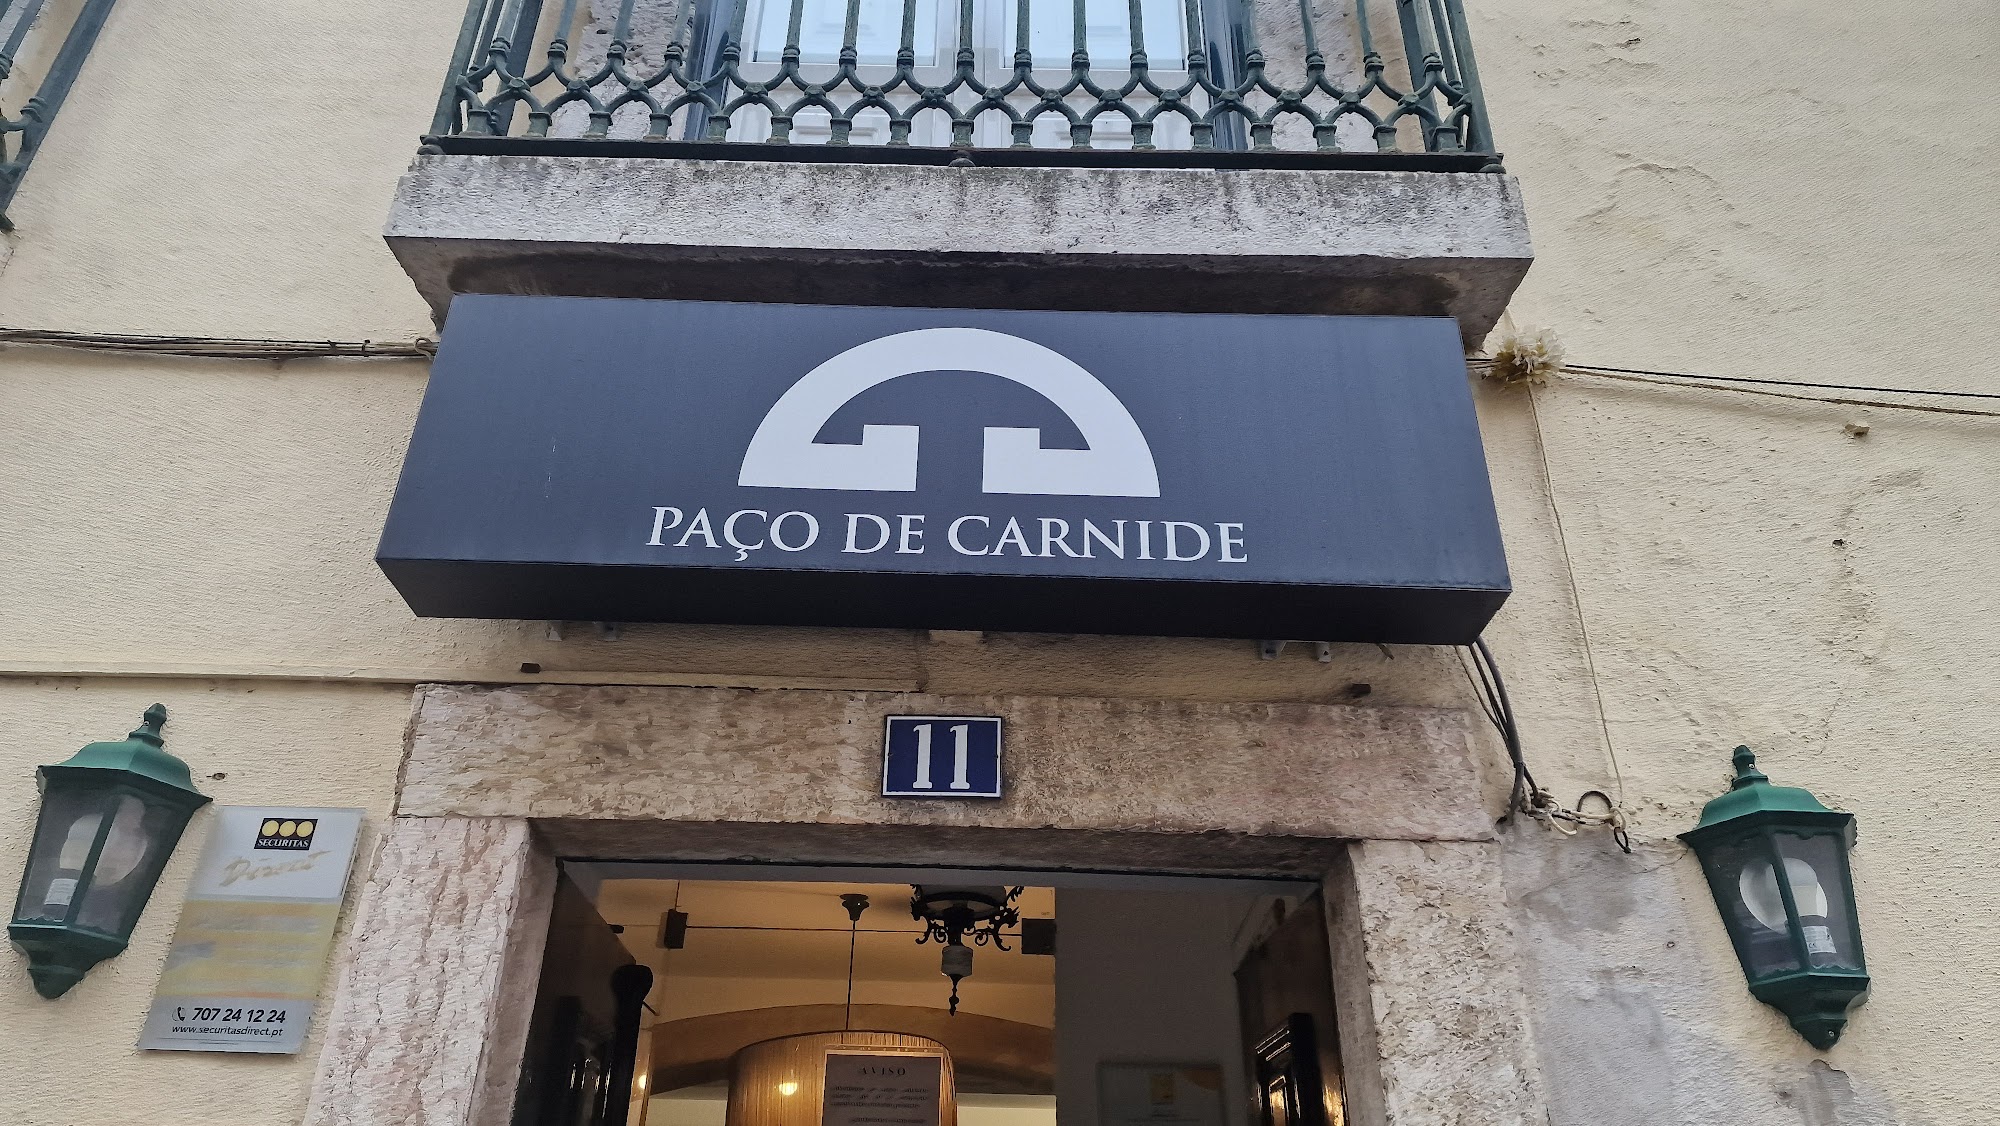 PAÇO DE CARNIDE
11
SECURITAS
Direct
707 24 12 24
www.securitasdirect.pt
AVISO